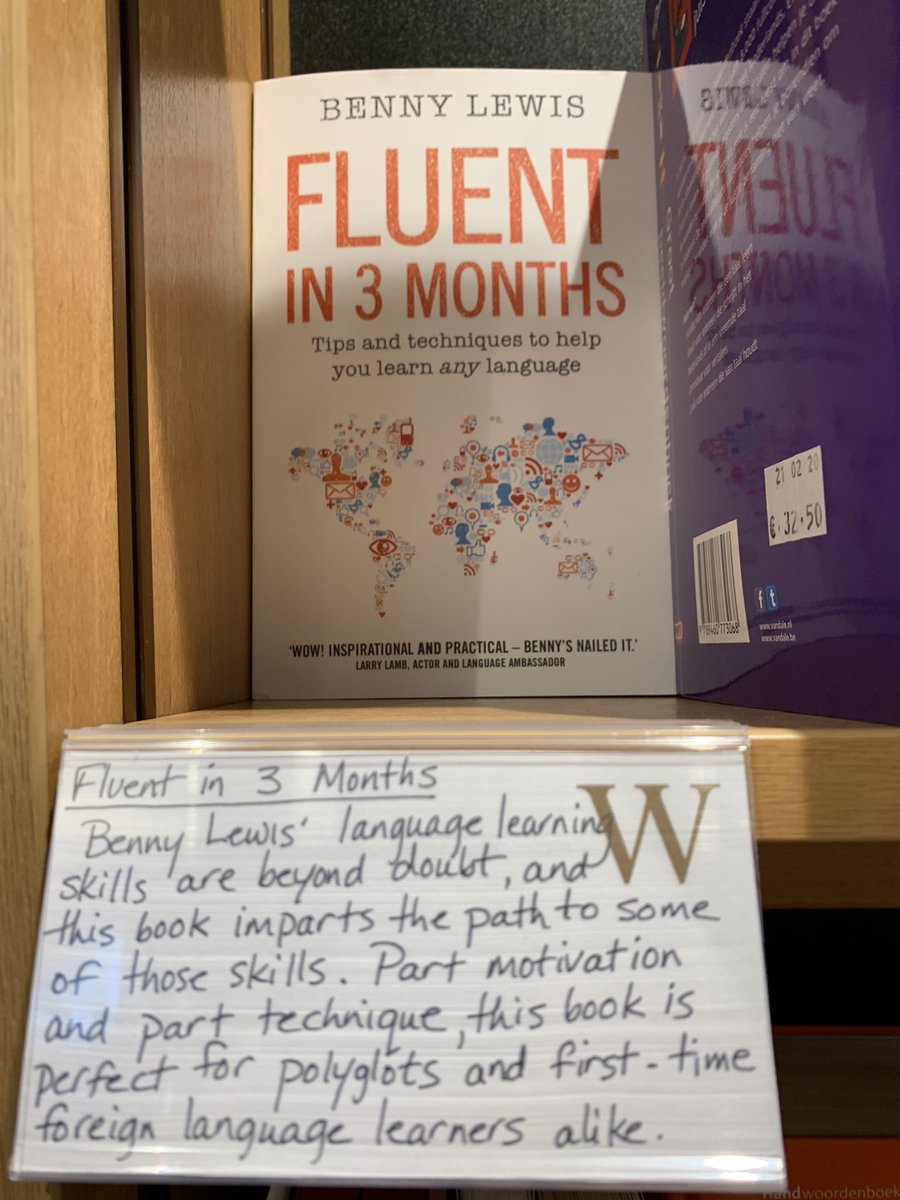 BENNY LEWIS
FLUENT
IN 3 MONTHS
Tips and techniques to help
you learn any language
'WOW! INSPIRATIONAL AND PRACTICAL – BENNY'S NAILED IT.'
LARRY LAMB, ACTOR AND LANGUAGE AMBASSADOR
21 02 20
€ 32.50
9789460773068
www.vandale.nl
www.vandale.be
Fluent in 3 Months
W
Benny Lewis' language learning
skills are beyond doubt, and
this book imparts the path to some
of those skills. Part motivation
and part technique, this book is
perfect for polyglots and first-time
foreign language learners alike.
handwoordenboek